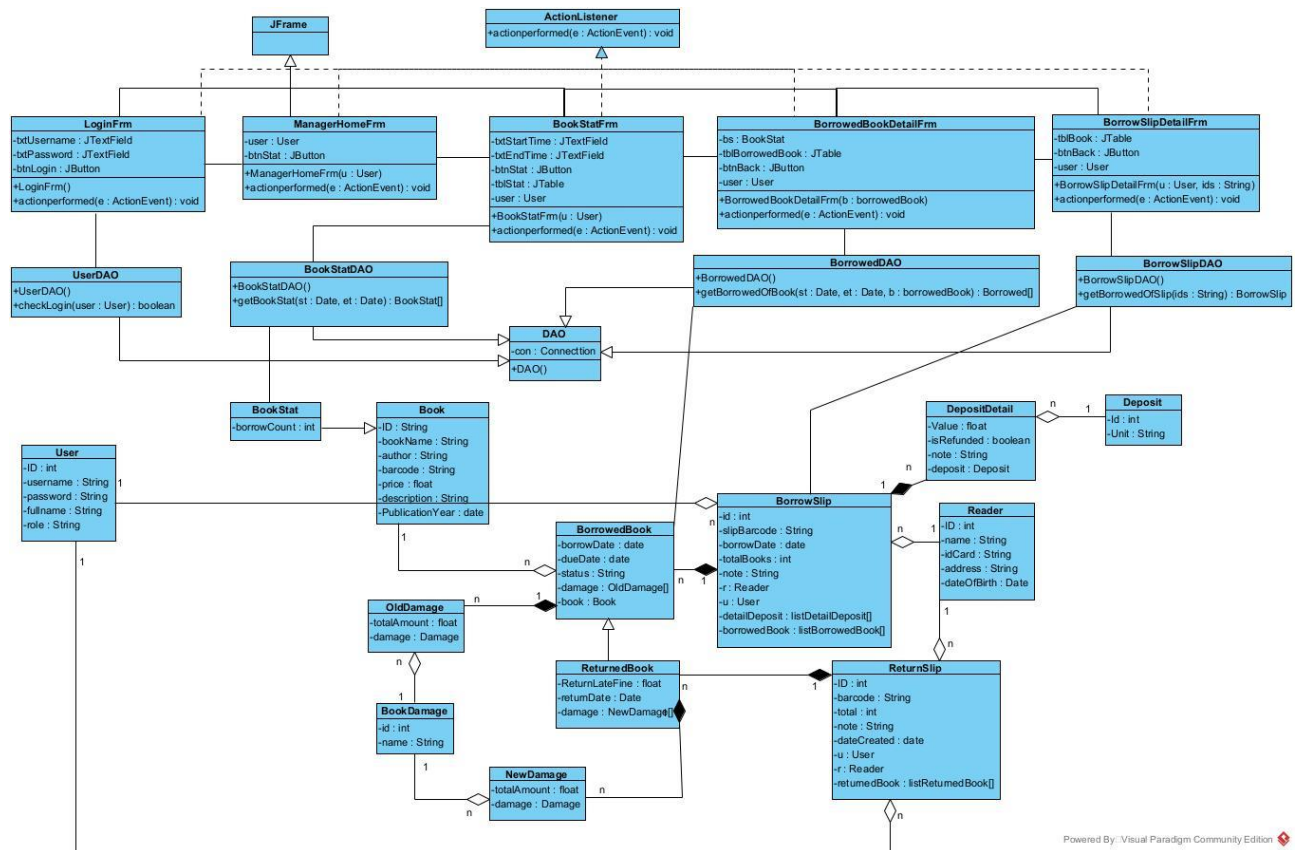 JFrame
ActionListener
+actionperformed(e : ActionEvent) : void
LoginFrm
-txtUsername : JTextField
-txtPassword : JTextField
-btnLogin : JButton
+LoginFrm()
+actionperformed(e : ActionEvent) : void
ManagerHomeFrm
-user : User
-btnStat : JButton
+ManagerHomeFrm(u : User)
+actionperformed(e : ActionEvent) : void
BookStatFrm
-txtStartTime : JTextField
-txtEndTime : JTextField
-btnStat : JButton
-tblStat : JTable
-user : User
+BookStatFrm(u : User)
+actionperformed(e : ActionEvent) : void
BorrowedBookDetailFrm
-bs : BookStat
-tblBorrowedBook : JTable
-btnBack : JButton
-user : User
+BorrowedBookDetailFrm(b : borrowedBook)
+actionperformed(e : ActionEvent) : void
BorrowSlipDetailFrm
-tblBook : JTable
-btnBack : JButton
-user : User
+BorrowSlipDetailFrm(u : User, ids : String)
+actionperformed(e : ActionEvent) : void
UserDAO
+UserDAO()
+checkLogin(user : User) : boolean
BookStatDAO
+BookStatDAO()
+getBookStat(st : Date, et : Date) : BookStat[]
BorrowedDAO
+BorrowedDAO()
+getBorrowedOfBook(st : Date, et : Date, b : borrowedBook) : Borrowed[]
BorrowSlipDAO
+BorrowSlipDAO()
+getBorrowedOfSlip(ids : String) : BorrowSlip
DAO
-con : Connecttion
+DAO()
BookStat
-borrowCount : int
Book
-ID : String
-bookName : String
-author : String
-barcode : String
-price : float
-description : String
-PublicationYear : date
User
-ID : int
-username : String
-password : String
-fullname : String
-role : String
1
1
1
n
DepositDetail
-Value : float
-isRefunded : boolean
-note : String
-deposit : Deposit
n
1
Deposit
-Id : int
-Unit : String
n
1
BorrowSlip
-id : int
-slipBarcode : String
-borrowDate : date
-totalBooks : int
-note : String
-r : Reader
-u : User
-detailDeposit : listDetailDeposit[]
-borrowedBook : listBorrowedBook[]
n
n
1
Reader
-ID : int
-name : String
-idCard : String
-address : String
-dateOfBirth : Date
1
n
BorrowedBook
-borrowDate : date
-dueDate : date
-status : String
-damage : OldDamage[]
-book : Book
n
1
n
1
OldDamage
-totalAmount : float
-damage : Damage
n
1
BookDamage
-id : int
-name : String
1
n
NewDamage
-totalAmount : float
-damage : Damage
n
ReturnedBook
-ReturnLateFine : float
-returnDate : Date
-damage : NewDamage[]
1
n
1
ReturnSlip
-ID : int
-barcode : String
-total : int
-note : String
-dateCreated : date
-u : User
-r : Reader
-returnedBook : listReturnedBook[]
n
Powered By Visual Paradigm Community Edition